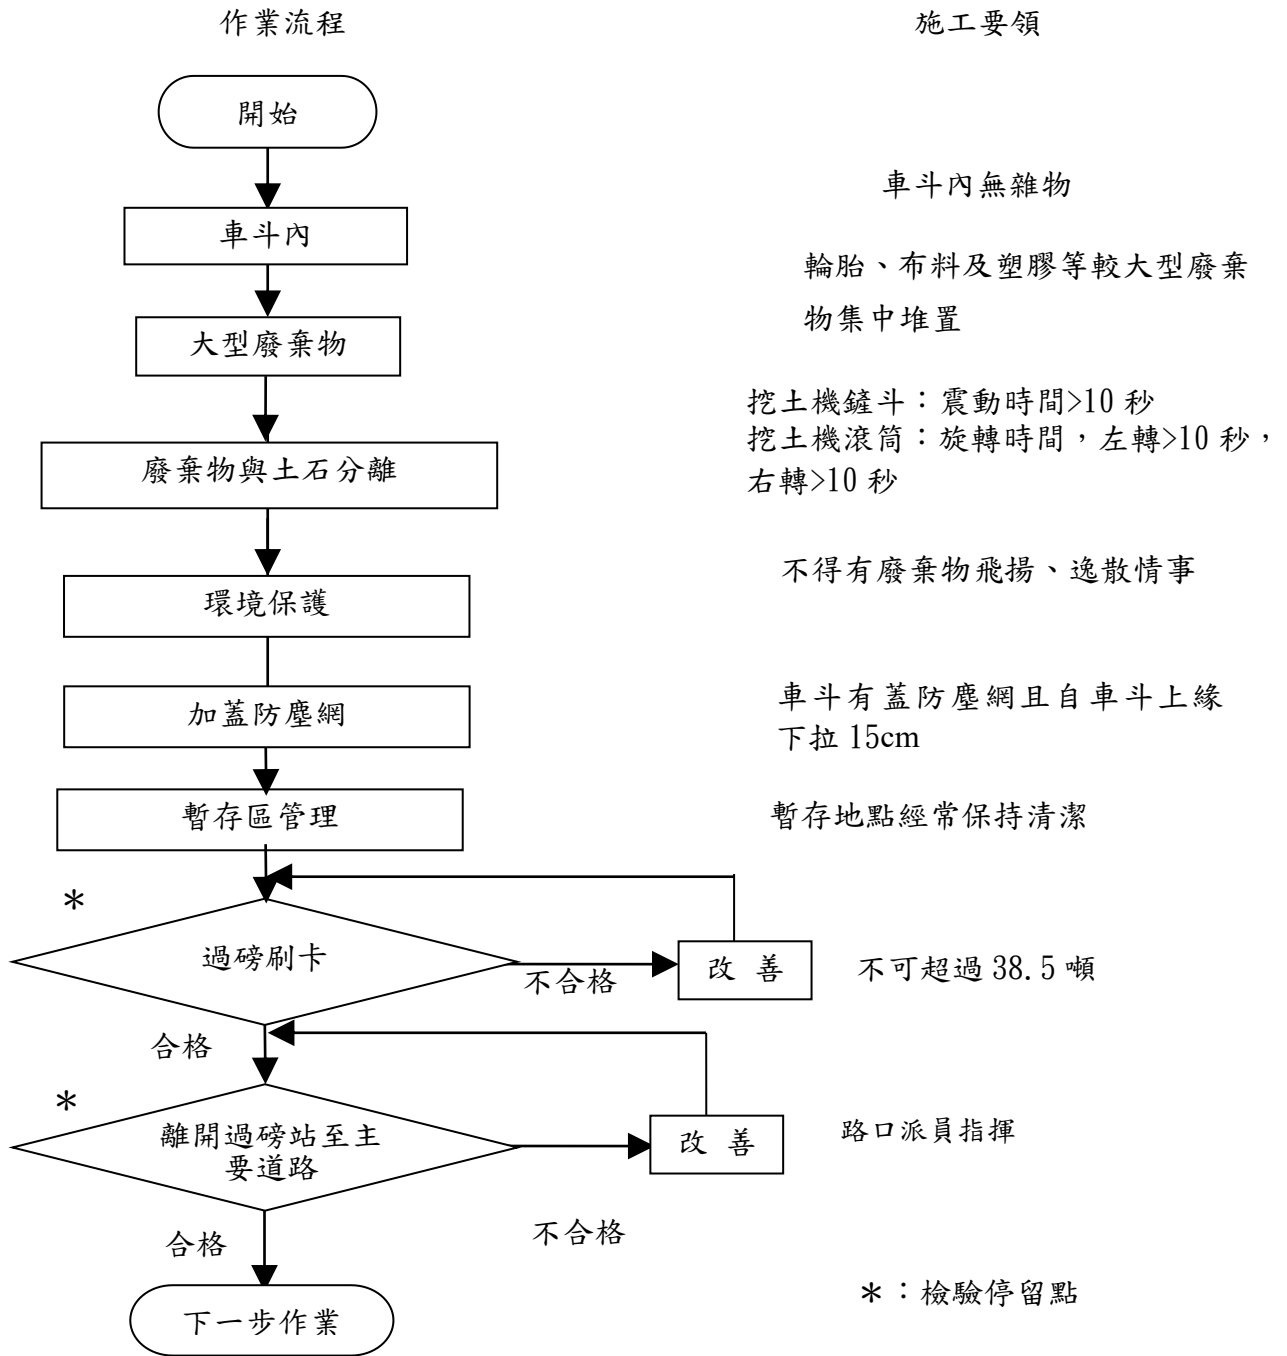 作業流程
施工要領
開始
車斗內無雜物
車斗內
輪胎、布料及塑膠等較大型廢棄
物集中堆置
大型廢棄物
挖土機鏟斗：震動時間>10 秒
挖土機滾筒：旋轉時間，左轉>10 秒，
右轉>10 秒
廢棄物與土石分離
不得有廢棄物飛揚、逸散情事
環境保護
車斗有蓋防塵網且自車斗上緣
下拉 15cm
加蓋防塵網
暫存區管理
暫存地點經常保持清潔
*
過磅刷卡
不合格
改 善
不可超過 38.5 噸
合格
*
離開過磅站至主
要道路
改 善
路口派員指揮
不合格
合格
*：檢驗停留點
下一步作業